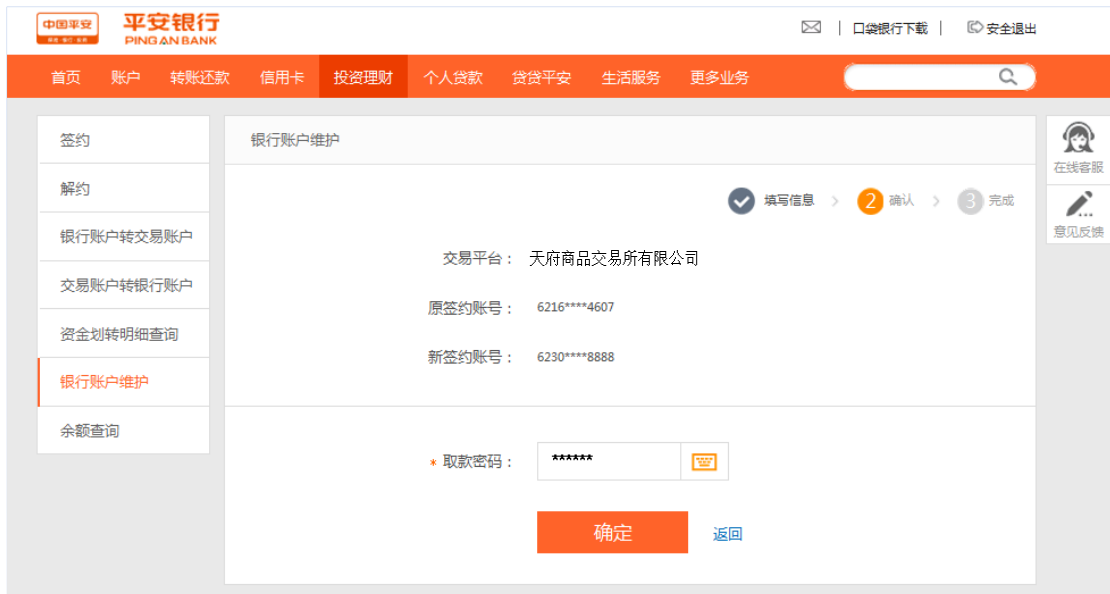 中国平安
平安银行
保险·银行·投资
PING AN BANK
口袋银行下载
安全退出
首页 账户 转账还款 信用卡 投资理财 个人贷款 贷贷平安 生活服务 更多业务
签约
解约
银行账户转交易账户
交易账户转银行账户
资金划转明细查询
银行账户维护
余额查询
银行账户维护
填写信息 2 确认 3 完成
交易平台： 天府商品交易所有限公司
原签约账号： 6216****4607
新签约账号： 6230****8888
* 取款密码： ******
确定 返回
在线客服
意见反馈